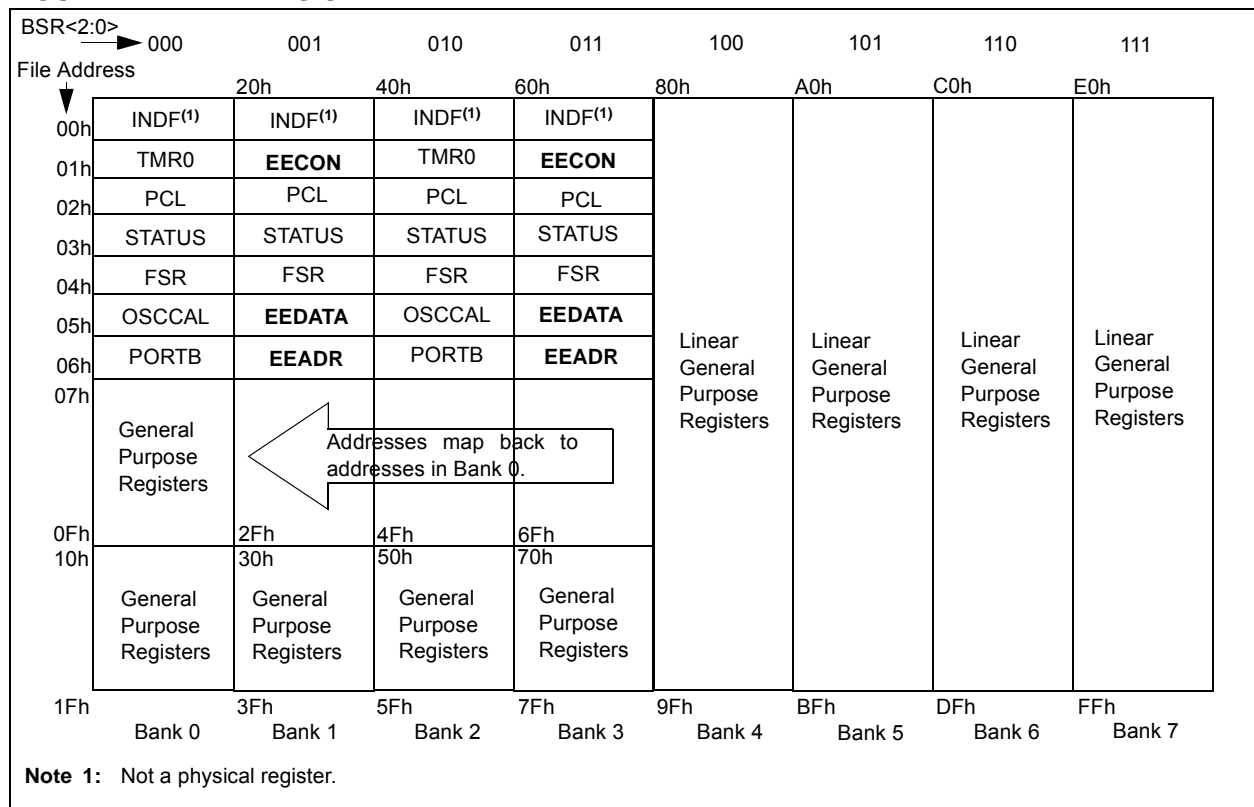 BSR<2:0>
000 001 010 011 100 101 110 111
File Address
20h 40h 60h 80h A0h C0h E0h
00h INDF(1) INDF(1) INDF(1) INDF(1)
01h TMR0 EECON TMR0 EECON
02h PCL PCL PCL PCL
03h STATUS STATUS STATUS STATUS
04h FSR FSR FSR FSR
05h OSCCAL EEDATA OSCCAL EEDATA
06h PORTB EEADR PORTB EEADR
07h
General
Purpose
Registers
Addresses map back to
addresses in Bank 0.
Linear
General
Purpose
Registers
Linear
General
Purpose
Registers
Linear
General
Purpose
Registers
Linear
General
Purpose
Registers
0Fh 2Fh 4Fh 6Fh
10h 30h 50h 70h
General
Purpose
Registers
General
Purpose
Registers
General
Purpose
Registers
General
Purpose
Registers
1Fh 3Fh 5Fh 7Fh 9Fh BFh DFh FFh
Bank 0 Bank 1 Bank 2 Bank 3 Bank 4 Bank 5 Bank 6 Bank 7
Note 1: Not a physical register.